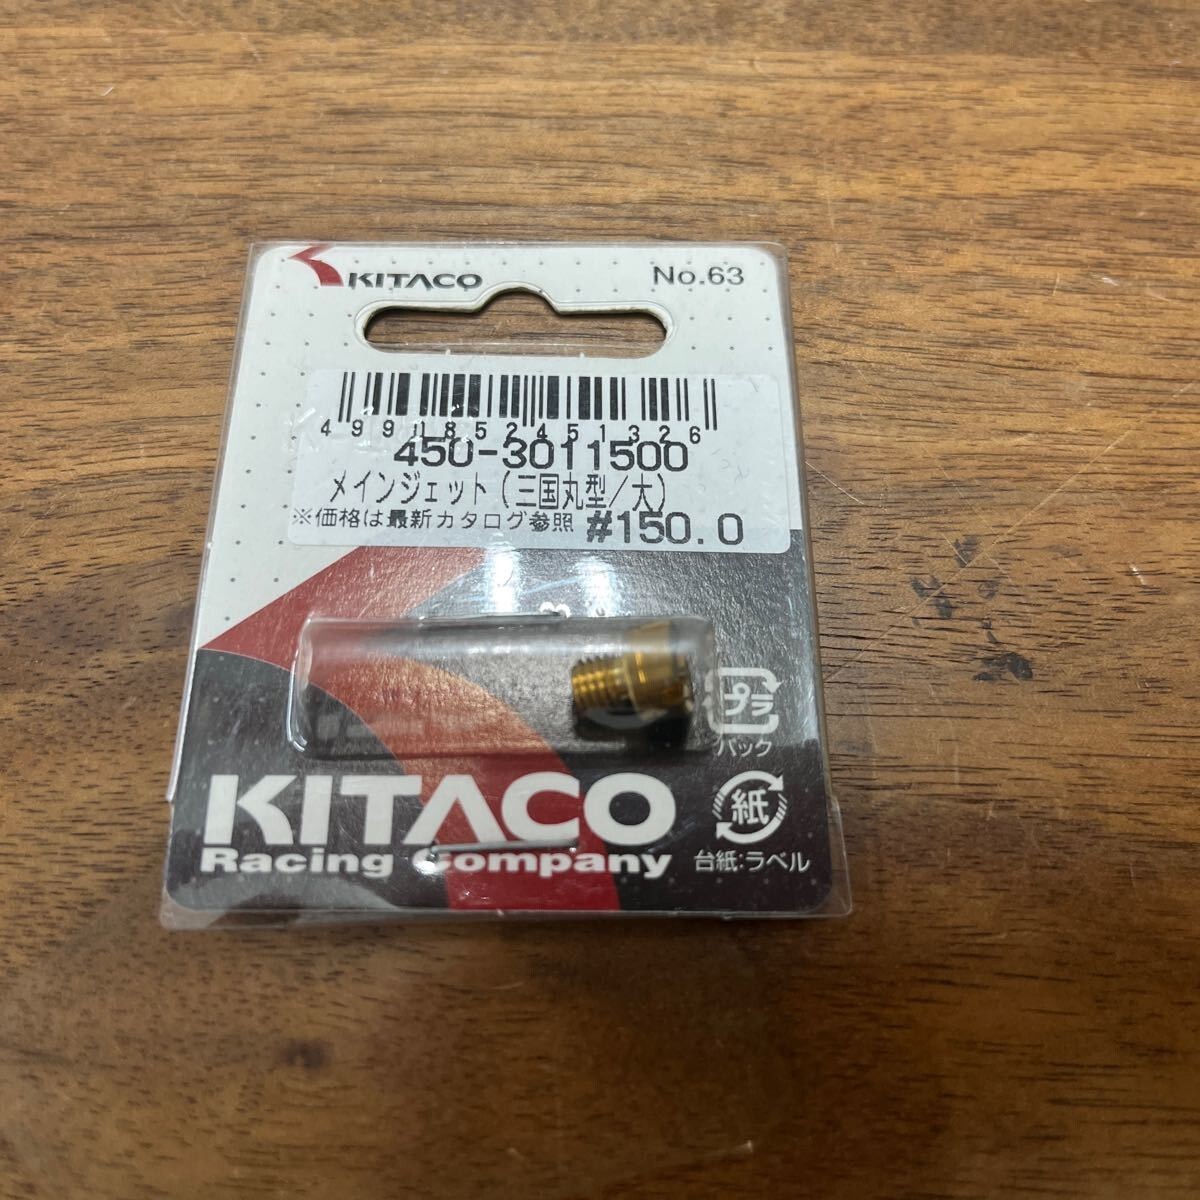 KITACO
No.63
4991852451326
450-3011500
メインジェット(三国丸型/大)
※価格は最新カタログ参照 #150.0
プラ
パック
KITACO
Racing Company
紙
台紙:ラベル